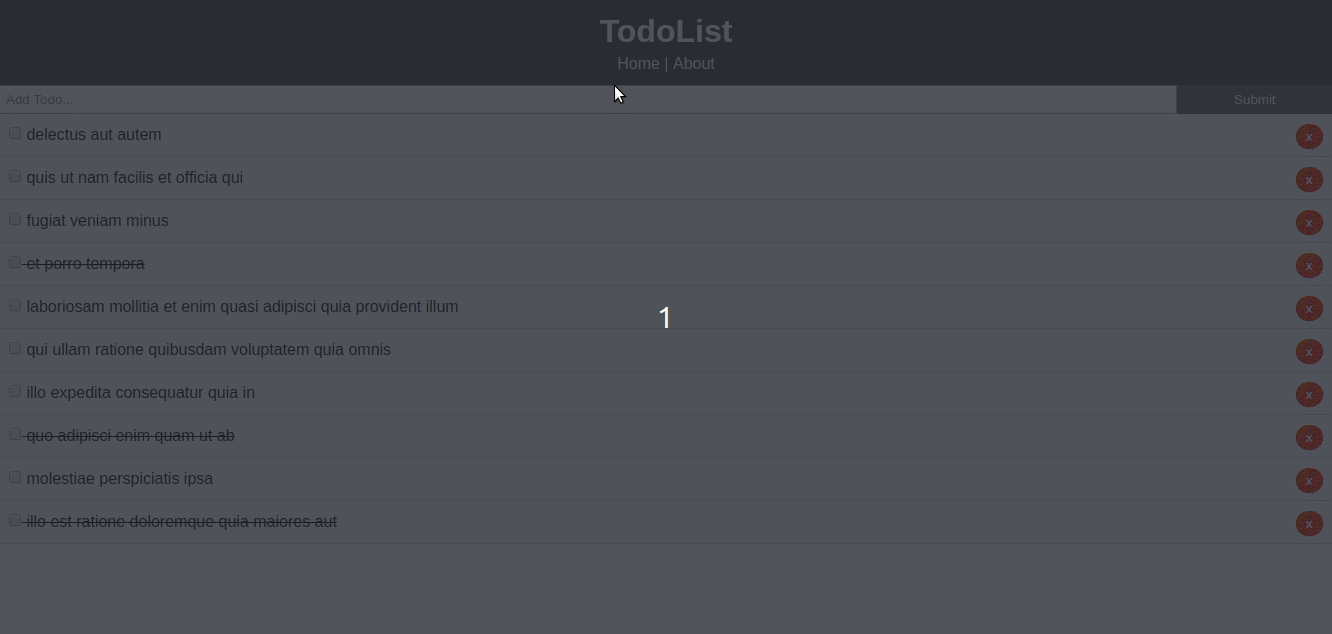 TodoList
Home | About
Add Todo...
Submit
delectus aut autem x
quis ut nam facilis et officia qui x
fugiat veniam minus x
et porro tempora x
laboriosam mollitia et enim quasi adipisci quia provident illum x
1
qui ullam ratione quibusdam voluptatem quia omnis x
illo expedita consequatur quia in x
quo adipisci enim quam ut ab x
molestiae perspiciatis ipsa x
illo est ratione doloremque quia maiores aut x